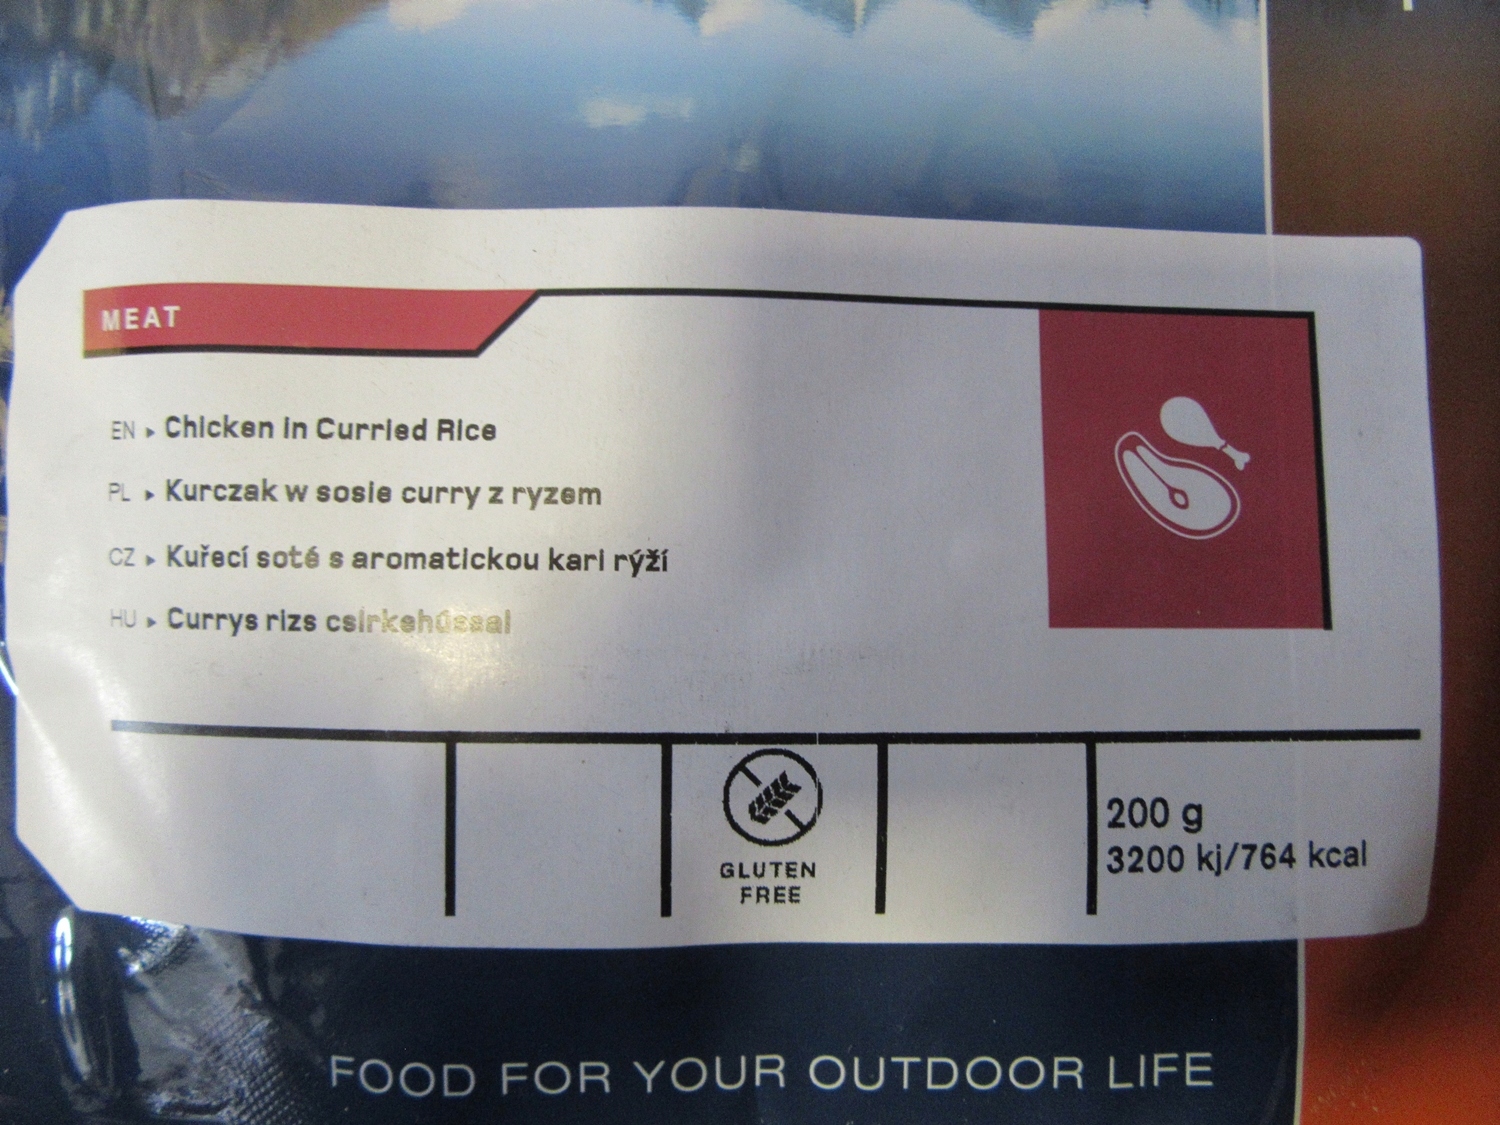 MEAT
EN ▸ Chicken in Curried Rice
PL ▸ Kurczak w sosie curry z ryzem
CZ ▸ Kuřecí soté s aromatickou kari rýží
HU ▸ Currys rizs csirkehússal
GLUTEN
FREE
200 g
3200 kj/764 kcal
FOOD FOR YOUR OUTDOOR LIFE